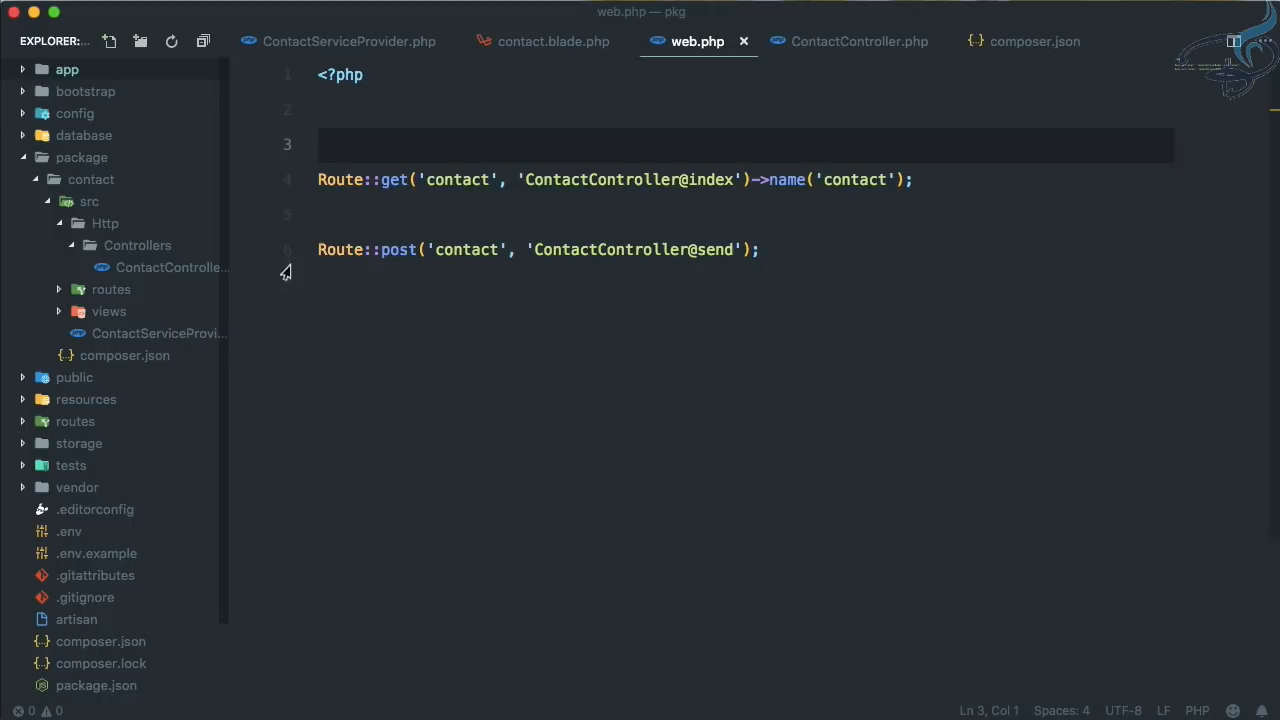 web.php — pkg
EXPLORER:...
ContactServiceProvider.php
contact.blade.php
web.php
ContactController.php
{..} composer.json
app
bootstrap
config
database
package
contact
src
Http
Controllers
ContactControlle...
routes
views
ContactServiceProvi...
{..} composer.json
public
resources
routes
storage
tests
vendor
.editorconfig
.env
.env.example
.gitattributes
.gitignore
artisan
{..} composer.json
{..} composer.lock
package.json
1 <?php
2
3
4 Route::get('contact', 'ContactController@index')->name('contact');
5
6 Route::post('contact', 'ContactController@send');
0 0
Ln 3, Col 1
Spaces: 4
UTF-8
LF
PHP